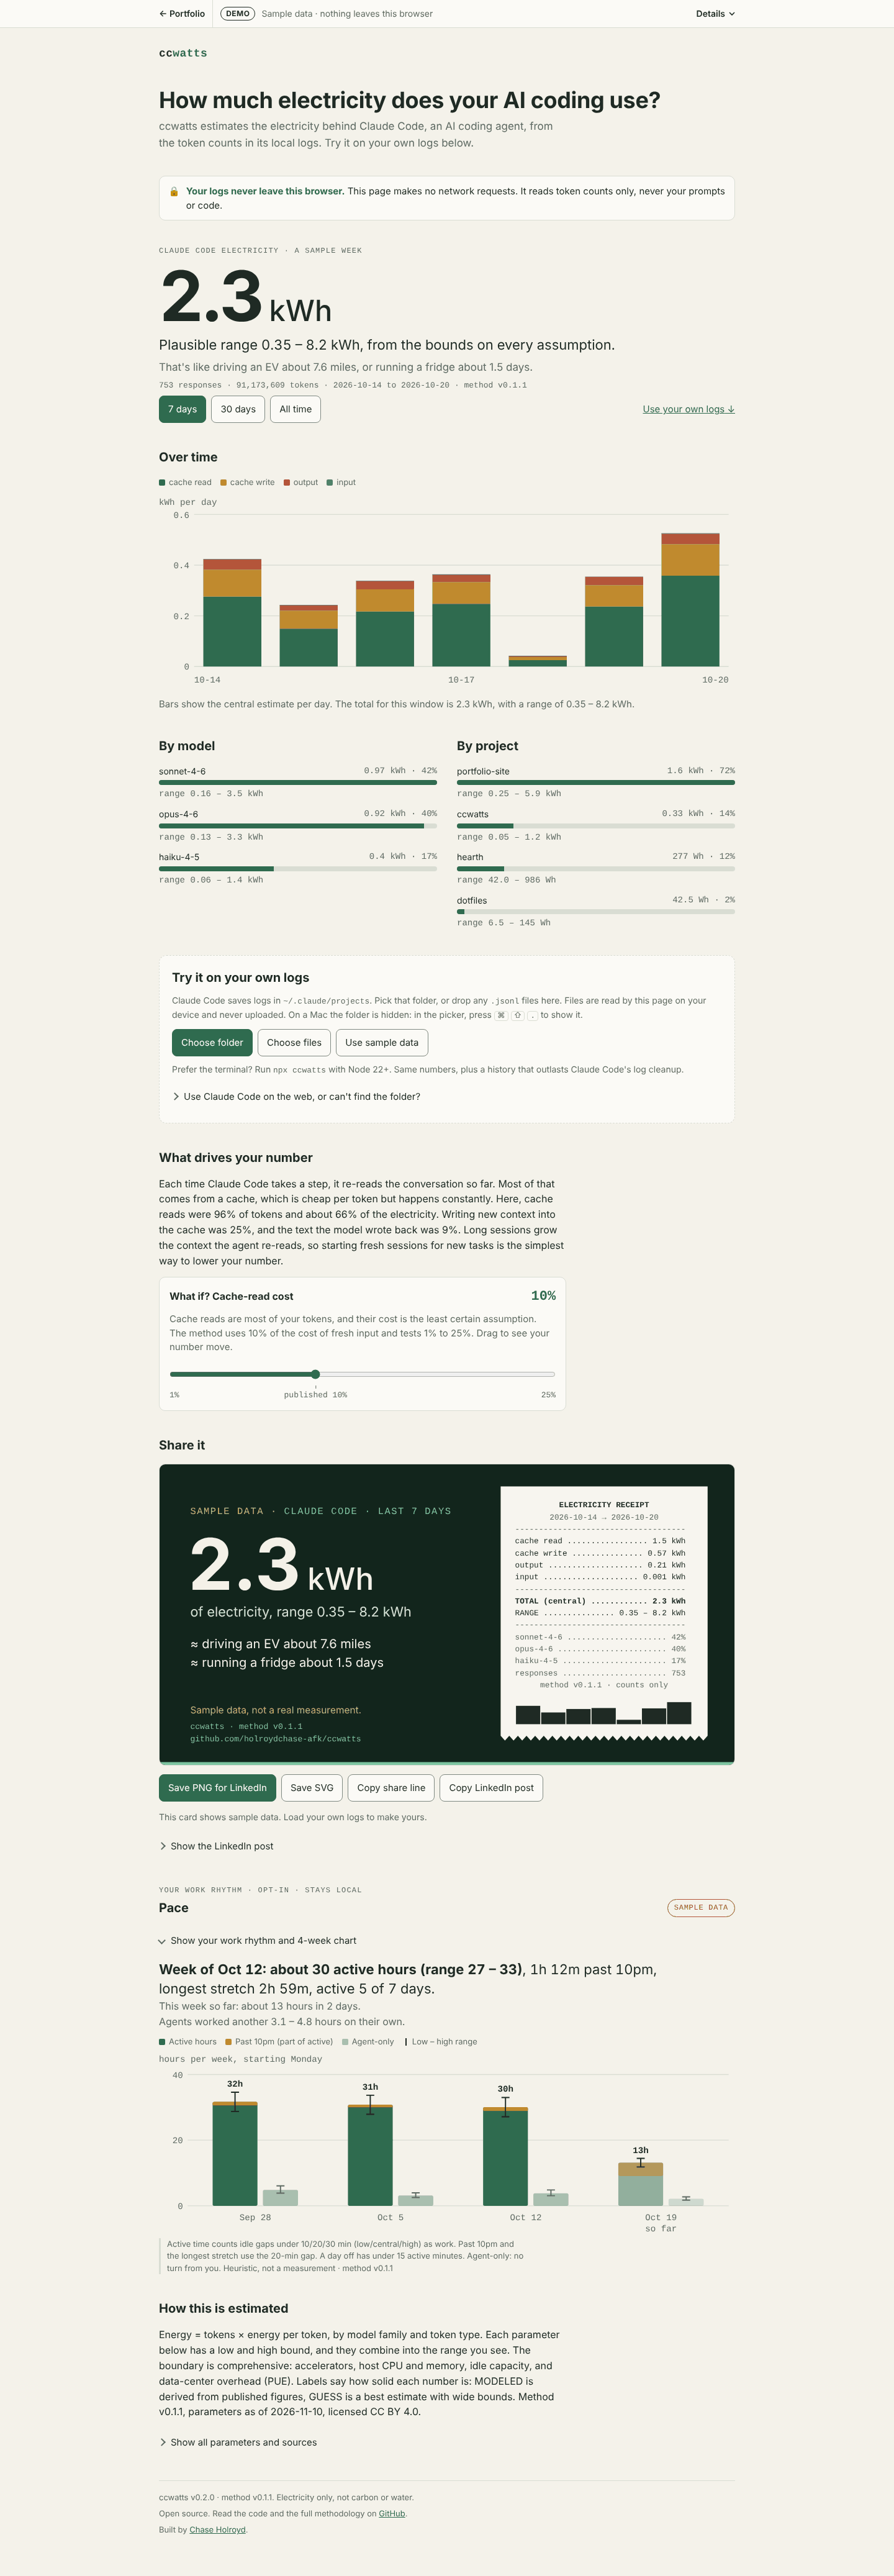 ← Portfolio
DEMO
Sample data · nothing leaves this browser
Details
ccwatts
How much electricity does your AI coding use?
ccwatts estimates the electricity behind Claude Code, an AI coding agent, from
the token counts in its local logs. Try it on your own logs below.
Your logs never leave this browser. This page makes no network requests. It reads token counts only, never your prompts
or code.
CLAUDE CODE ELECTRICITY · A SAMPLE WEEK
2.3 kWh
Plausible range 0.35 – 8.2 kWh, from the bounds on every assumption.
That's like driving an EV about 7.6 miles, or running a fridge about 1.5 days.
753 responses · 91,173,609 tokens · 2026-10-14 to 2026-10-20 · method v0.1.1
7 days
30 days
All time
Use your own logs ↓
Over time
cache read
cache write
output
input
kWh per day
0.6
0.4
0.2
0
10-14
10-17
10-20
Bars show the central estimate per day. The total for this window is 2.3 kWh, with a range of 0.35 – 8.2 kWh.
By model
sonnet-4-6 0.97 kWh · 42%
range 0.16 – 3.5 kWh
opus-4-6 0.92 kWh · 40%
range 0.13 – 3.3 kWh
haiku-4-5 0.4 kWh · 17%
range 0.06 – 1.4 kWh
By project
portfolio-site 1.6 kWh · 72%
range 0.25 – 5.9 kWh
ccwatts 0.33 kWh · 14%
range 0.05 – 1.2 kWh
hearth 277 Wh · 12%
range 42.0 – 986 Wh
dotfiles 42.5 Wh · 2%
range 6.5 – 145 Wh
Try it on your own logs
Claude Code saves logs in ~/.claude/projects. Pick that folder, or drop any .jsonl files here. Files are read by this page on your
device and never uploaded. On a Mac the folder is hidden: in the picker, press ⌘ ⇧ . to show it.
Choose folder
Choose files
Use sample data
Prefer the terminal? Run npx ccwatts with Node 22+. Same numbers, plus a history that outlasts Claude Code's log cleanup.
Use Claude Code on the web, or can't find the folder?
What drives your number
Each time Claude Code takes a step, it re-reads the conversation so far. Most of that
comes from a cache, which is cheap per token but happens constantly. Here, cache
reads were 96% of tokens and about 66% of the electricity. Writing new context into
the cache was 25%, and the text the model wrote back was 9%. Long sessions grow
the context the agent re-reads, so starting fresh sessions for new tasks is the simplest
way to lower your number.
What if? Cache-read cost 10%
Cache reads are most of your tokens, and their cost is the least certain assumption.
The method uses 10% of the cost of fresh input and tests 1% to 25%. Drag to see your
number move.
1%
published 10%
25%
Share it
SAMPLE DATA · CLAUDE CODE · LAST 7 DAYS
2.3 kWh
of electricity, range 0.35 – 8.2 kWh
≈ driving an EV about 7.6 miles
≈ running a fridge about 1.5 days
Sample data, not a real measurement.
ccwatts · method v0.1.1
github.com/holroydchase-afk/ccwatts
ELECTRICITY RECEIPT
2026-10-14 → 2026-10-20
cache read ................ 1.5 kWh
cache write ............... 0.57 kWh
output .................... 0.21 kWh
input .................... 0.001 kWh
TOTAL (central) ........... 2.3 kWh
RANGE ............... 0.35 – 8.2 kWh
sonnet-4-6 ...................... 42%
opus-4-6 ........................ 40%
haiku-4-5 ....................... 17%
responses ....................... 753
method v0.1.1 · counts only
Save PNG for LinkedIn
Save SVG
Copy share line
Copy LinkedIn post
This card shows sample data. Load your own logs to make yours.
Show the LinkedIn post
YOUR WORK RHYTHM · OPT-IN · STAYS LOCAL
Pace
SAMPLE DATA
Show your work rhythm and 4-week chart
Week of Oct 12: about 30 active hours (range 27 – 33), 1h 12m past 10pm,
longest stretch 2h 59m, active 5 of 7 days.
This week so far: about 13 hours in 2 days.
Agents worked another 3.1 – 4.8 hours on their own.
Active hours
Past 10pm (part of active)
Agent-only
Low – high range
hours per week, starting Monday
40
20
0
32h
31h
30h
13h
Sep 28
Oct 5
Oct 12
Oct 19
so far
Active time counts idle gaps under 10/20/30 min (low/central/high) as work. Past 10pm and
the longest stretch use the 20-min gap. A day off has under 15 active minutes. Agent-only: no
turn from you. Heuristic, not a measurement · method v0.1.1
How this is estimated
Energy = tokens × energy per token, by model family and token type. Each parameter
below has a low and high bound, and they combine into the range you see. The
boundary is comprehensive: accelerators, host CPU and memory, idle capacity, and
data-center overhead (PUE). Labels say how solid each number is: MODELED is
derived from published figures, GUESS is a best estimate with wide bounds. Method
v0.1.1, parameters as of 2026-11-10, licensed CC BY 4.0.
Show all parameters and sources
ccwatts v0.2.0 · method v0.1.1. Electricity only, not carbon or water.
Open source. Read the code and the full methodology on GitHub.
Built by Chase Holroyd.